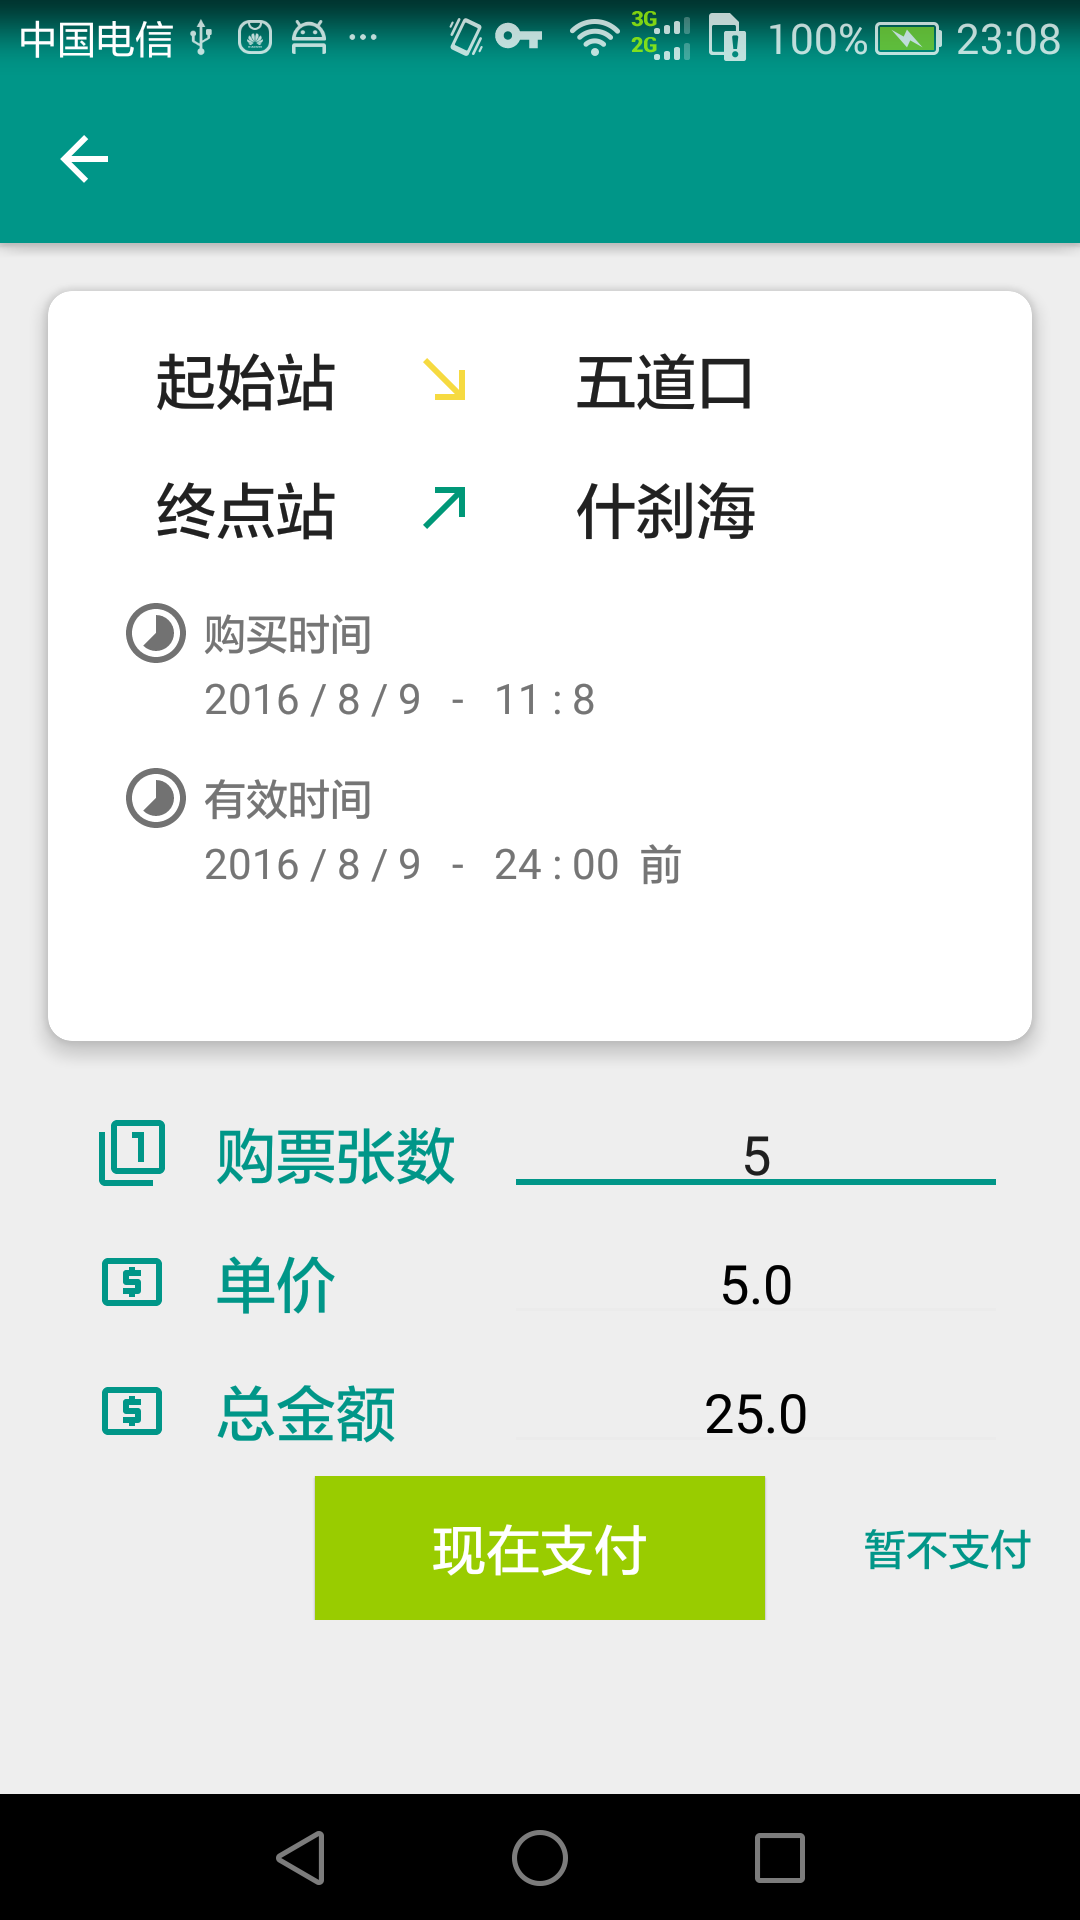 中国电信 3G 2G 100% 23:08
起始站 五道口
终点站 什刹海
购买时间
2016 / 8 / 9 - 11 : 8
有效时间
2016 / 8 / 9 - 24 : 00 前
1 购票张数 5
$ 单价 5.0
$ 总金额 25.0
现在支付 暂不支付